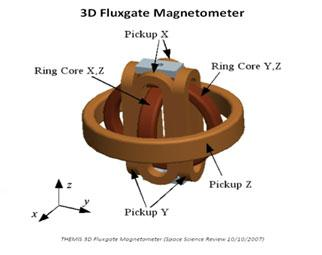 3D Fluxgate Magnetometer
Pickup X
Ring Core X,Z
Ring Core Y,Z
Pickup Z
z
y
x
Pickup Y
THEMIS 3D Fluxgate Magnetometer (Space Science Review 10/10/2007)